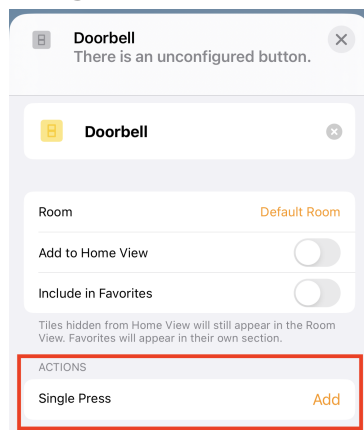 Doorbell
There is an unconfigured button.
Doorbell
Room Default Room
Add to Home View
Include in Favorites
Tiles hidden from Home View will still appear in the Room
View. Favorites will appear in their own section.
ACTIONS
Single Press Add